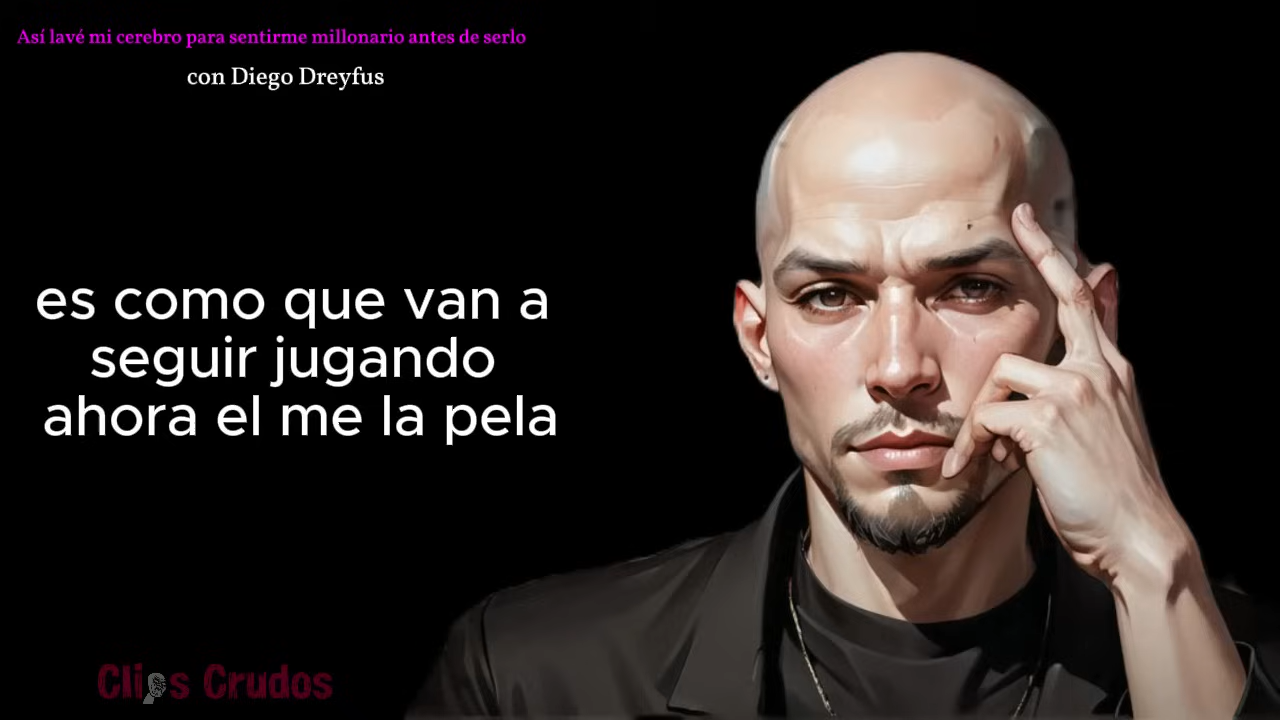 Así lavé mi cerebro para sentirme millonario antes de serlo
con Diego Dreyfus
es como que van a
seguir jugando
ahora el me la pela
Clips Crudos